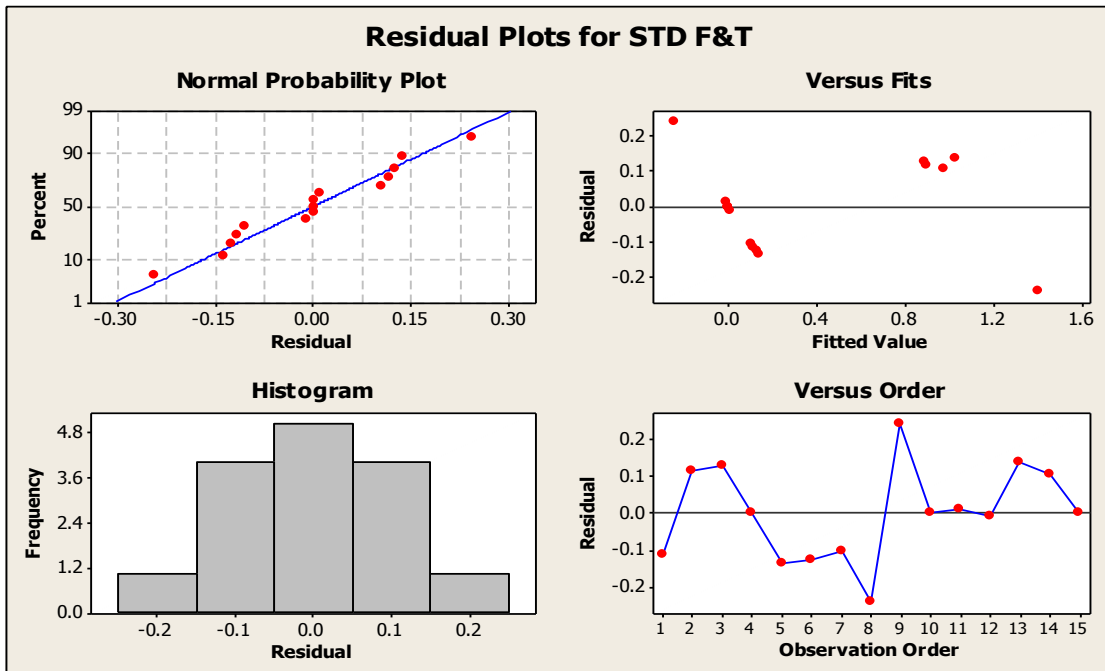 Residual Plots for STD F&T
Normal Probability Plot
99
90
50
10
1
Percent
-0.30
-0.15
0.00
0.15
0.30
Residual
Versus Fits
0.2
0.1
0.0
-0.1
-0.2
Residual
0.0
0.4
0.8
1.2
1.6
Fitted Value
Histogram
4.8
3.6
2.4
1.2
0.0
Frequency
-0.2
-0.1
0.0
0.1
0.2
Residual
Versus Order
0.2
0.1
0.0
-0.1
-0.2
Residual
1 2 3 4 5 6 7 8 9 10 11 12 13 14 15
Observation Order